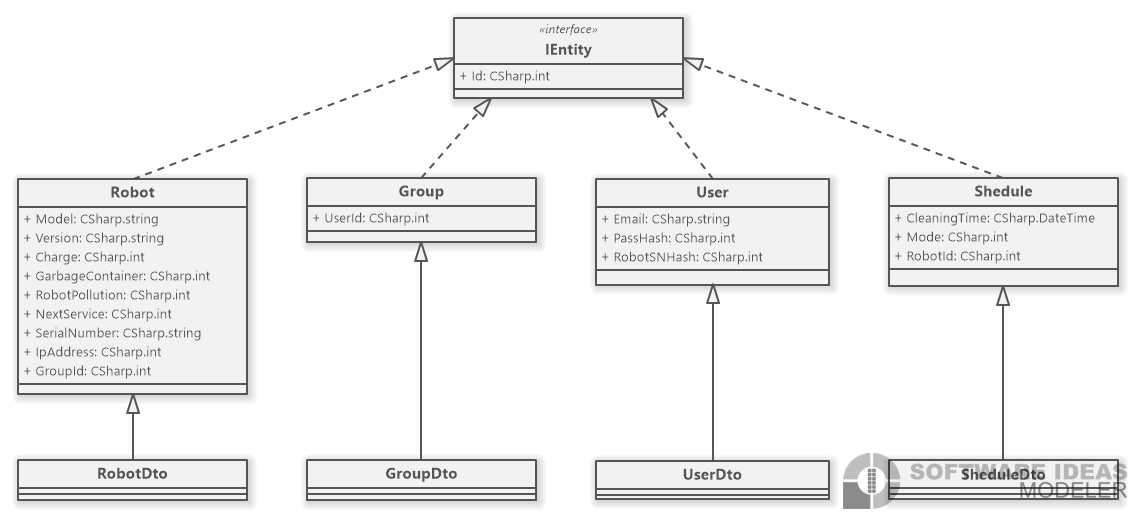 «interface»
IEntity
+ Id: CSharp.int
Robot
+ Model: CSharp.string
+ Version: CSharp.string
+ Charge: CSharp.int
+ GarbageContainer: CSharp.int
+ RobotPollution: CSharp.int
+ NextService: CSharp.int
+ SerialNumber: CSharp.string
+ IpAddress: CSharp.int
+ GroupId: CSharp.int
Group
+ UserId: CSharp.int
User
+ Email: CSharp.string
+ PassHash: CSharp.int
+ RobotSNHash: CSharp.int
Shedule
+ CleaningTime: CSharp.DateTime
+ Mode: CSharp.int
+ RobotId: CSharp.int
RobotDto
GroupDto
UserDto
SheduleDto
SOFTWARE IDEAS
MODELER